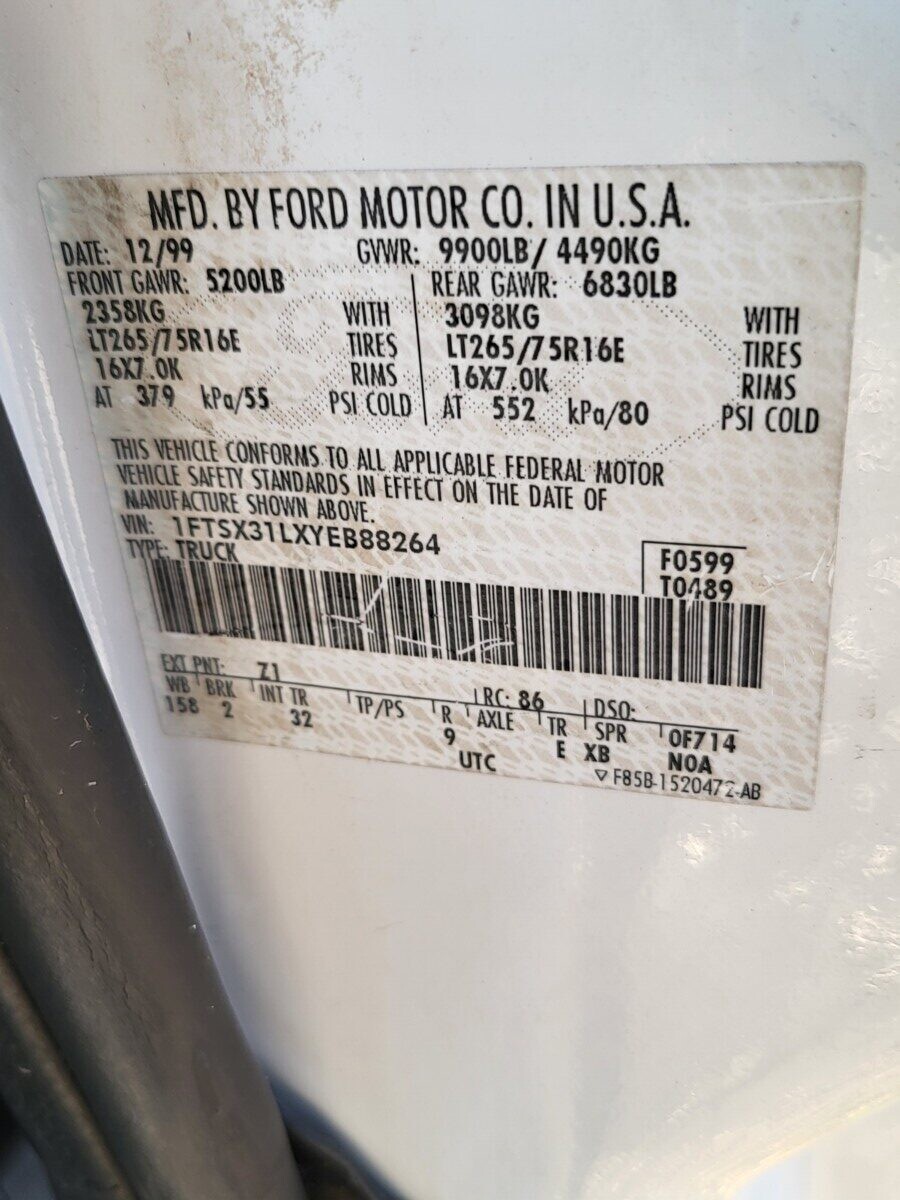 MFD. BY FORD MOTOR CO. IN U.S.A.
DATE: 12/99 GVWR: 9900LB/ 4490KG
FRONT GAWR: 5200LB REAR GAWR: 6830LB
2358KG WITH 3098KG WITH
LT265/75R16E TIRES LT265/75R16E TIRES
16X7.0K RIMS 16X7.0K RIMS
AT 379 kPa/55 PSI COLD AT 552 kPa/80 PSI COLD
THIS VEHICLE CONFORMS TO ALL APPLICABLE FEDERAL MOTOR
VEHICLE SAFETY STANDARDS IN EFFECT ON THE DATE OF
MANUFACTURE SHOWN ABOVE.
VIN: 1FTSX31LXYEB88264
TYPE: TRUCK
F0599
T0489
EXT PNT: Z1 RC: 86 DSO:
WB BRK INT TR TP/PS R AXLE TR SPR 0F714
158 2 32 9 E XB N0A
UTC
▽ F85B-1520472-AB